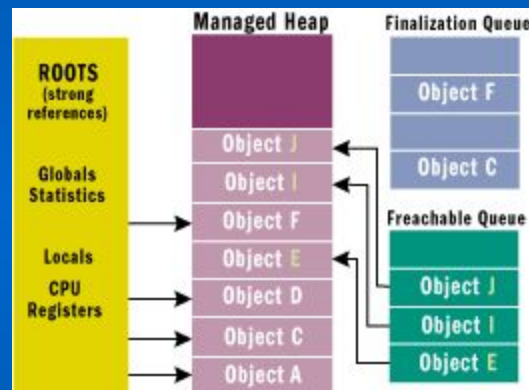 Managed Heap
Finalization Queue
ROOTS
(strong
references)
Globals
Statistics
Locals
CPU
Registers
Object J
Object I
Object F
Object E
Object D
Object C
Object A
Object F
Object C
Freachable Queue
Object J
Object I
Object E